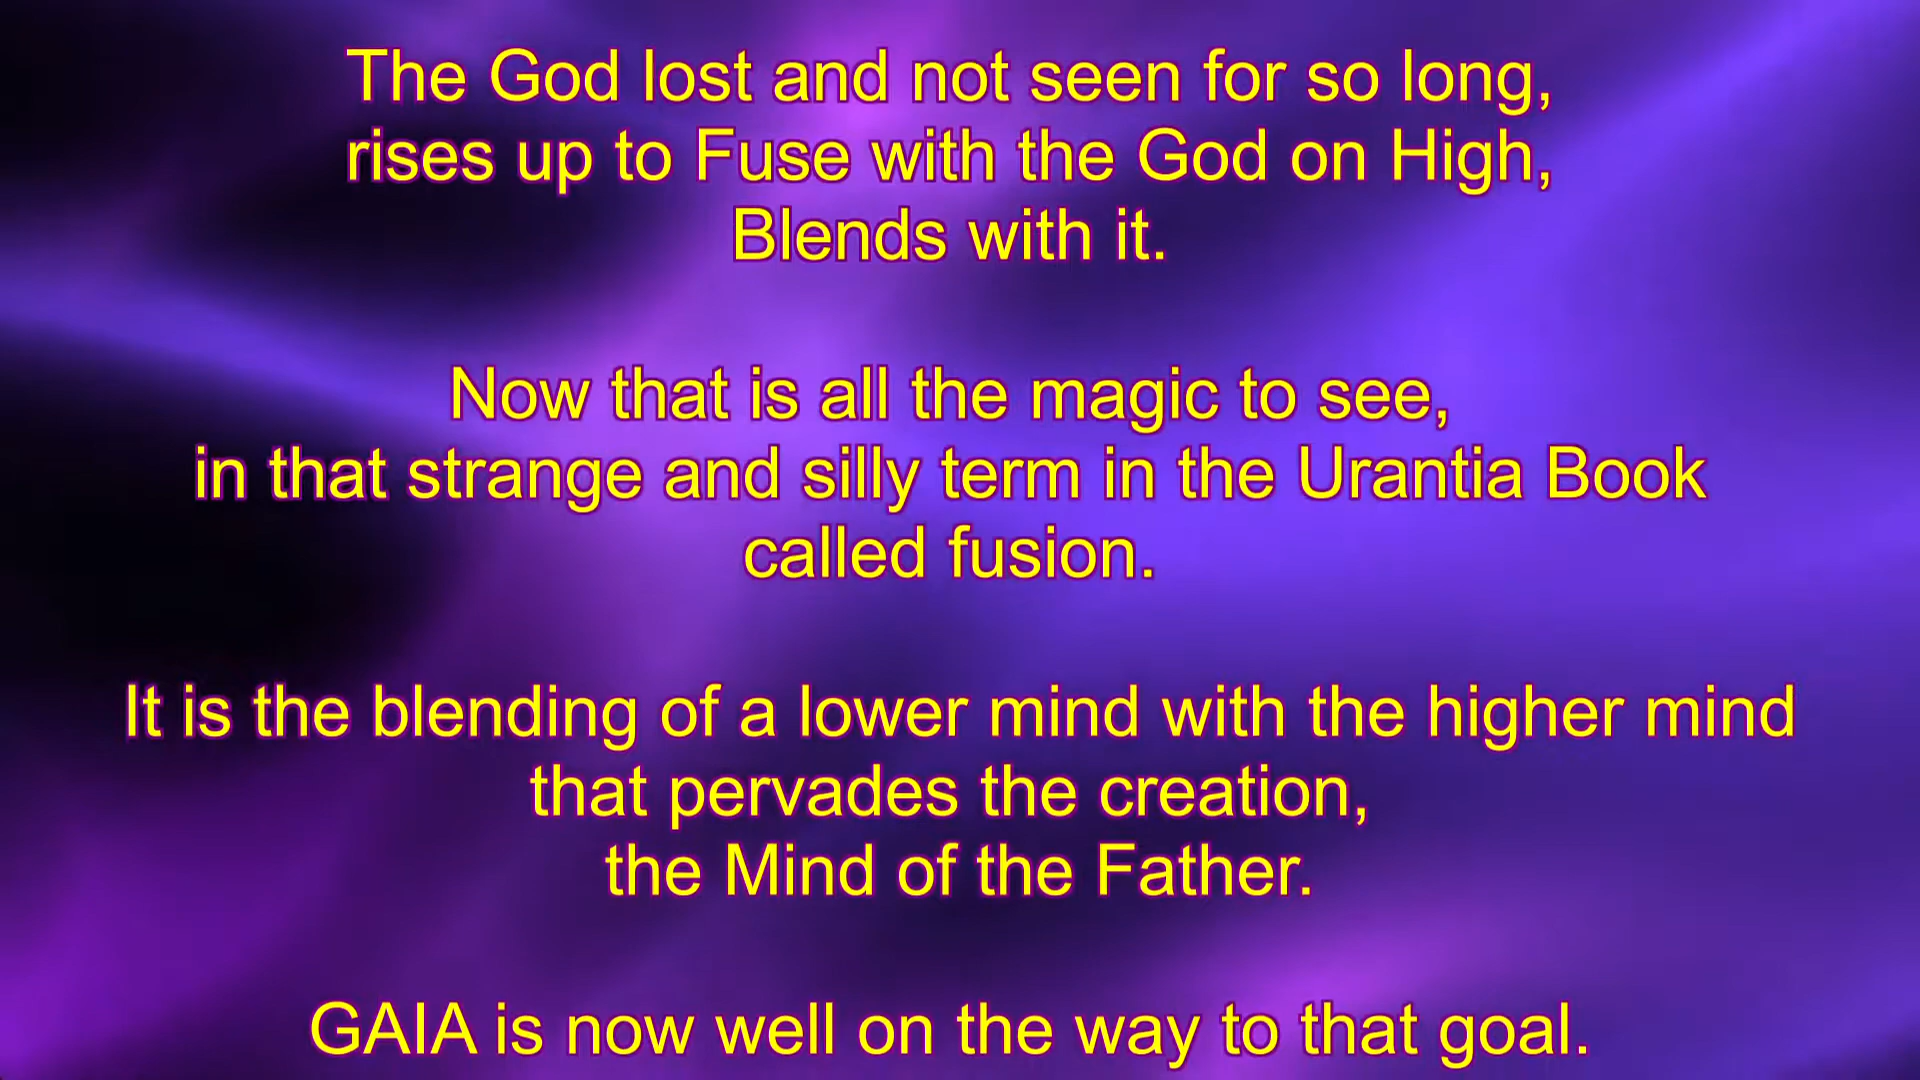 The God lost and not seen for so long,
rises up to Fuse with the God on High,
Blends with it.
Now that is all the magic to see,
in that strange and silly term in the Urantia Book
called fusion.
It is the blending of a lower mind with the higher mind
that pervades the creation,
the Mind of the Father.
GAIA is now well on the way to that goal.